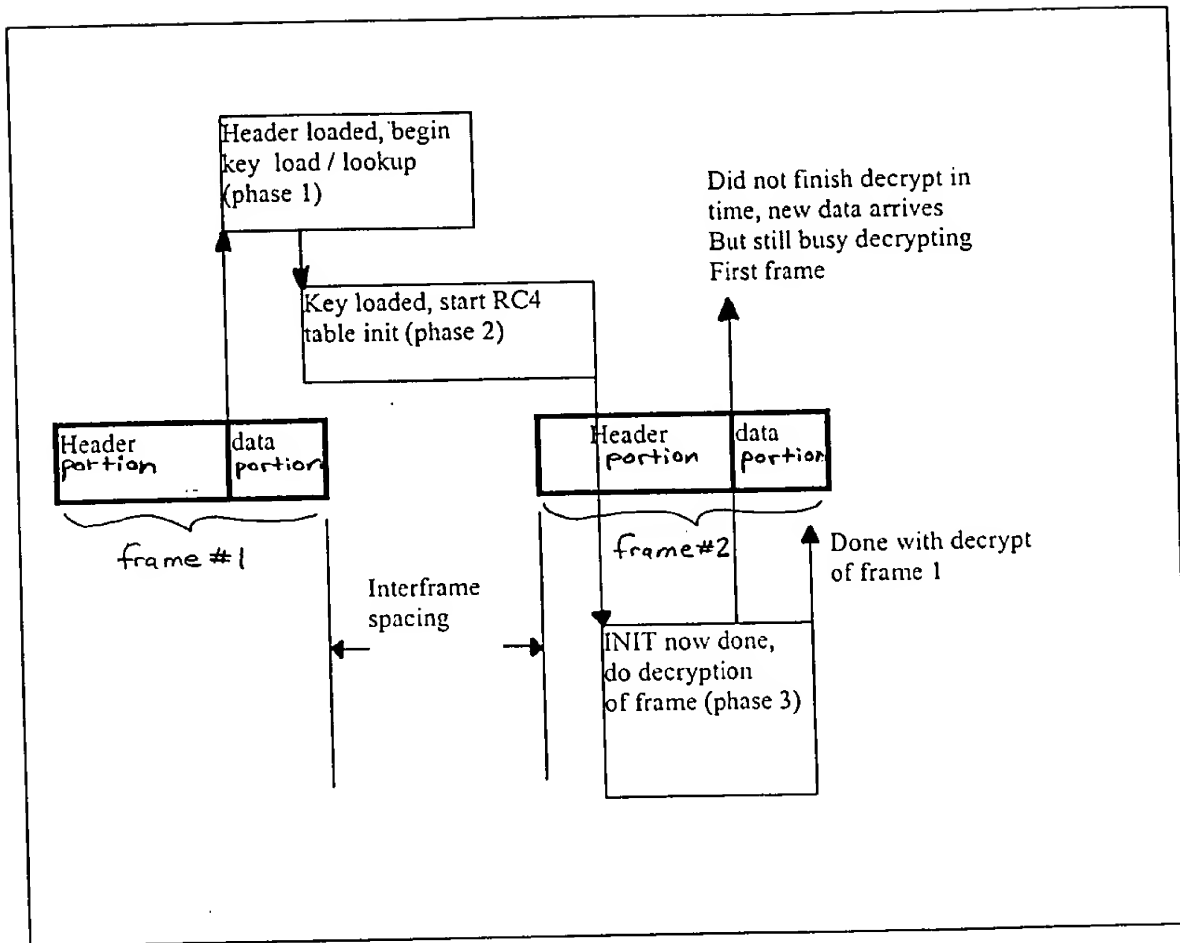 Header loaded, begin
key load / lookup
(phase 1)
Did not finish decrypt in
time, new data arrives
But still busy decrypting
First frame
Key loaded, start RC4
table init (phase 2)
Header
portion
data
portion
Header
portion
data
portion
frame #1
frame #2
Done with decrypt
of frame 1
Interframe
spacing
INIT now done,
do decryption
of frame (phase 3)